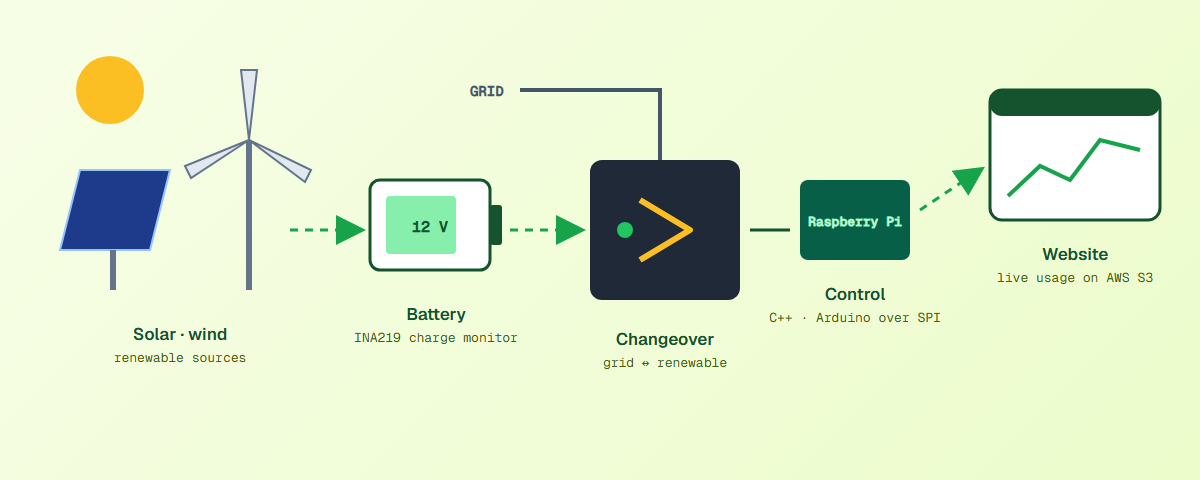 GRID
12 V
Raspberry Pi
Solar · wind
renewable sources
Battery
INA219 charge monitor
Changeover
grid ↔ renewable
Control
C++ · Arduino over SPI
Website
live usage on AWS S3